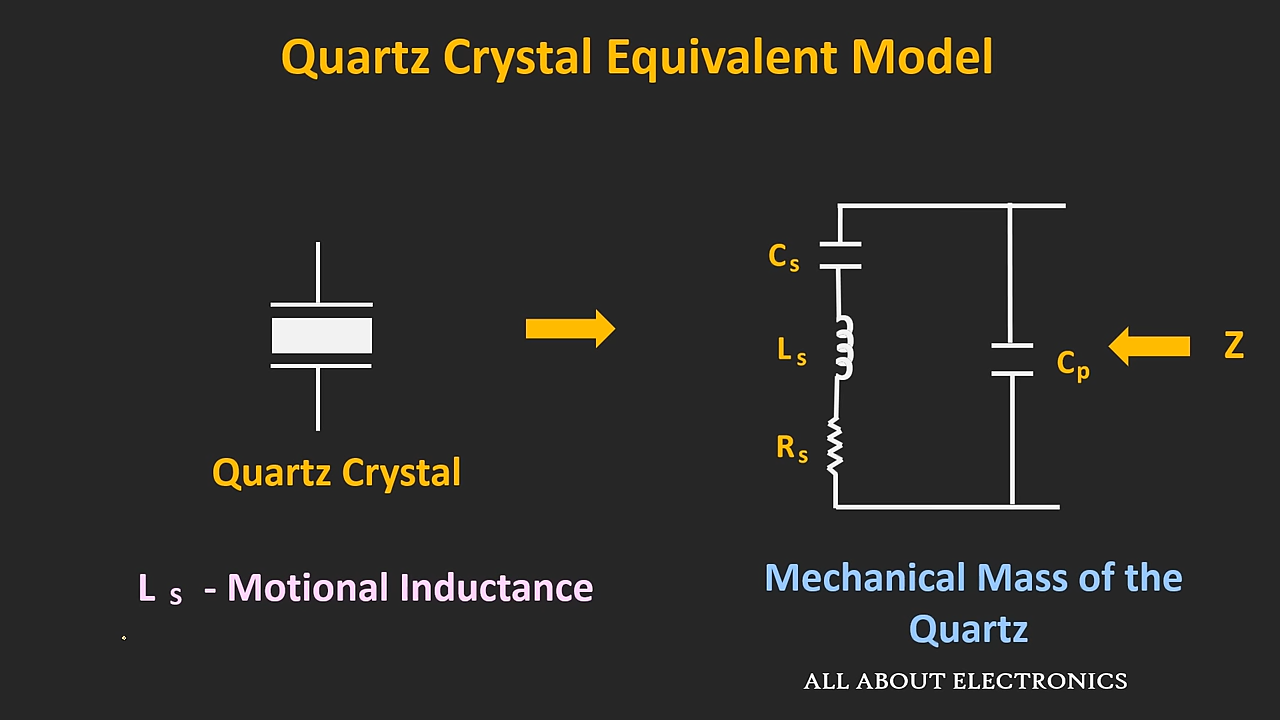 Quartz Crystal Equivalent Model
Cs
Ls
Rs
Cp
Z
Quartz Crystal
Ls - Motional Inductance
Mechanical Mass of the
Quartz
ALL ABOUT ELECTRONICS